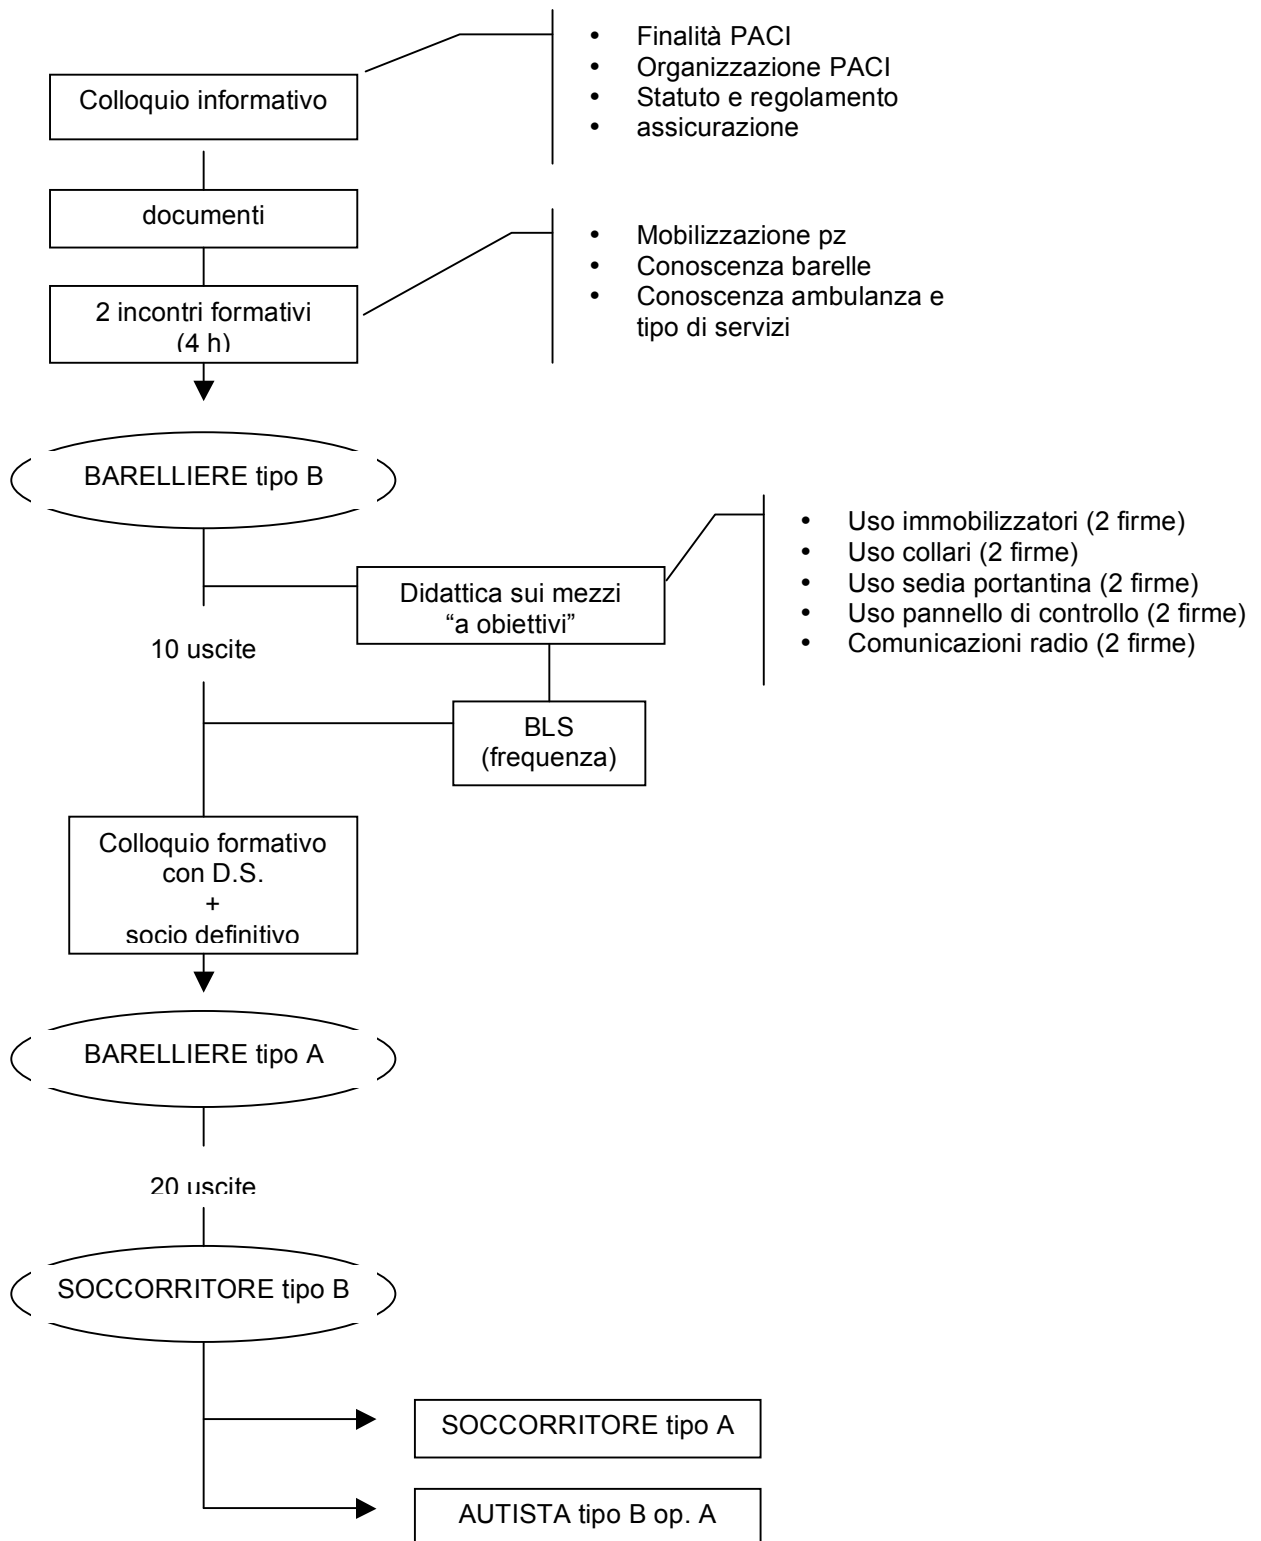 Colloquio informativo
• Finalità PACI
• Organizzazione PACI
• Statuto e regolamento
• assicurazione
documenti
2 incontri formativi
(4 h)
• Mobilizzazione pz
• Conoscenza barelle
• Conoscenza ambulanza e
tipo di servizi
BARELLIERE tipo B
Didattica sui mezzi
“a obiettivi”
• Uso immobilizzatori (2 firme)
• Uso collari (2 firme)
• Uso sedia portantina (2 firme)
• Uso pannello di controllo (2 firme)
• Comunicazioni radio (2 firme)
10 uscite
BLS
(frequenza)
Colloquio formativo
con D.S.
+
socio definitivo
BARELLIERE tipo A
20 uscite
SOCCORRITORE tipo B
SOCCORRITORE tipo A
AUTISTA tipo B op. A